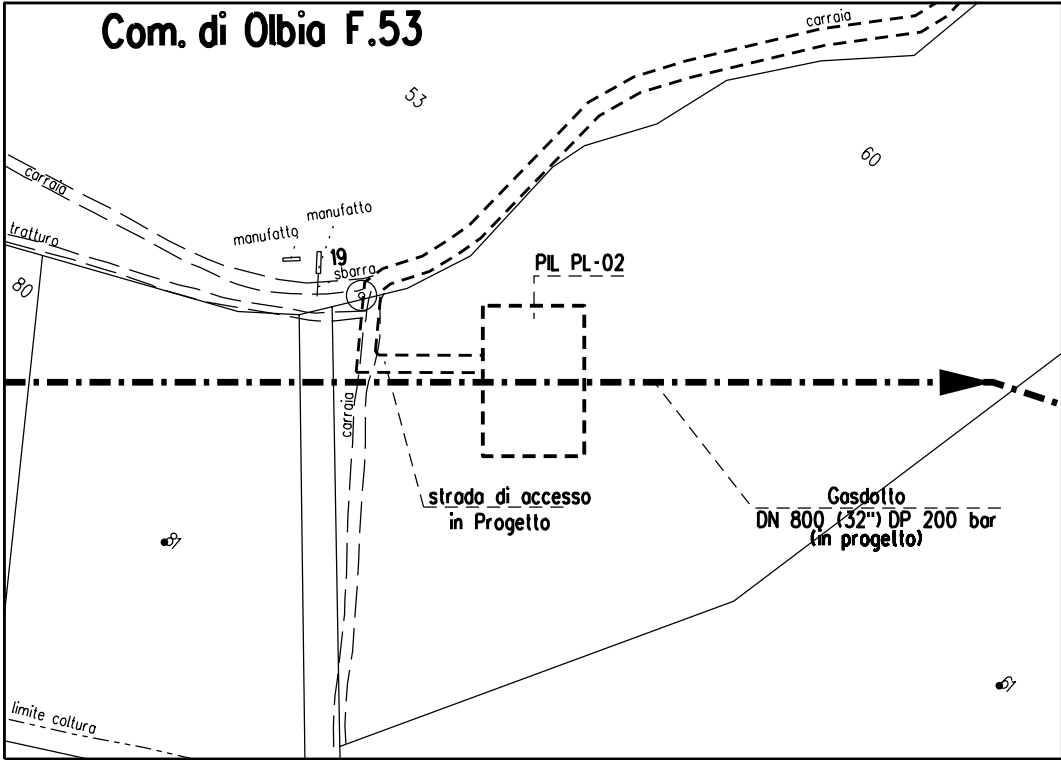 Com. di Olbia F.53
carraia
53
60
carraia
tratturo
manufatto
manufatto
19
sbarra
80
PIL PL-02
carraia
strada di accesso
in Progetto
Gasdotto
DN 800 (32") DP 200 bar
(in progetto)
61
limite coltura